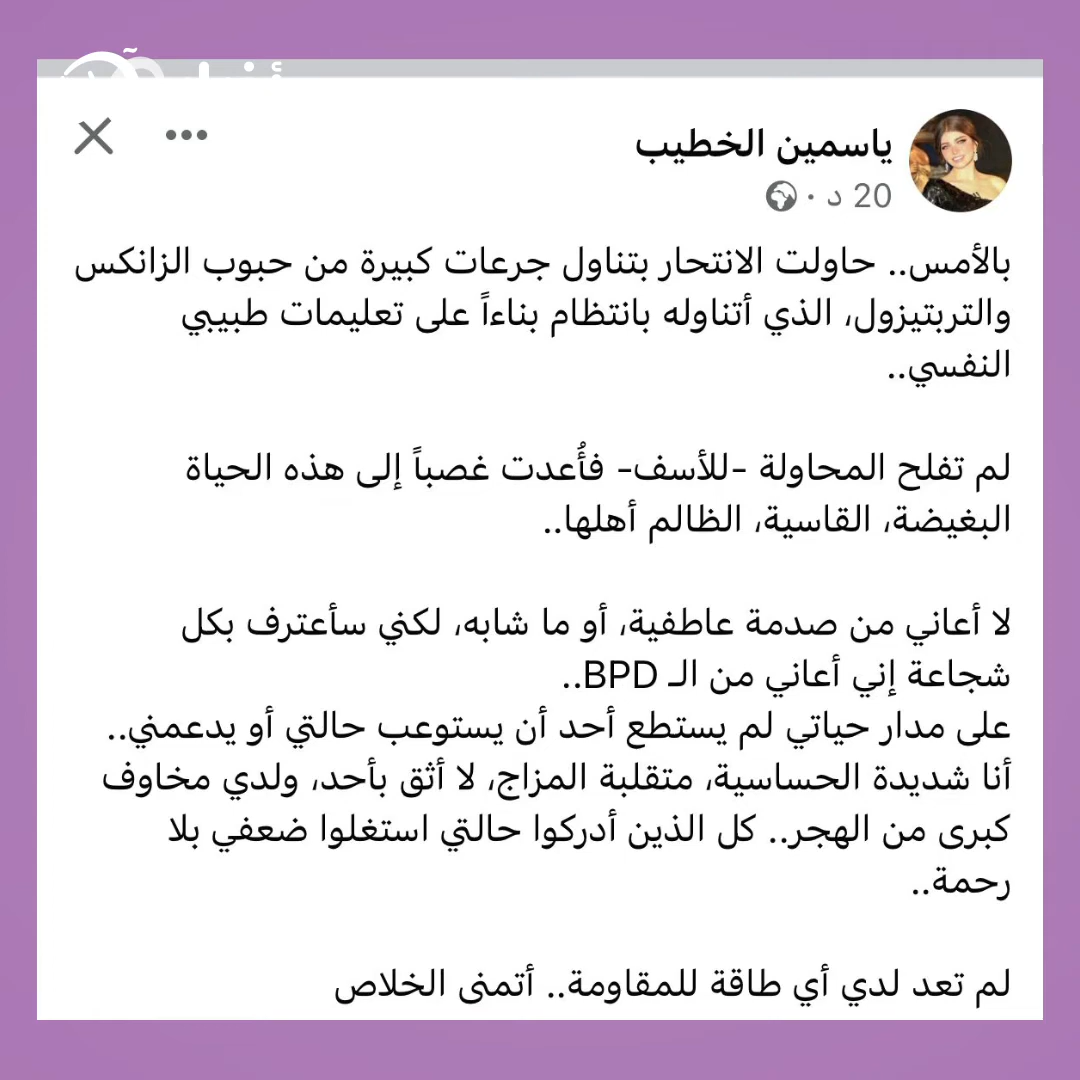 ياسمين الخطيب
20 د ·
بالأمس.. حاولت الانتحار بتناول جرعات كبيرة من حبوب الزانكس
والتربتيزول، الذي أتناوله بانتظام بناءاً على تعليمات طبيبي
النفسي..
لم تفلح المحاولة -للأسف- فأُعدت غصباً إلى هذه الحياة
البغيضة، القاسية، الظالم أهلها..
لا أعاني من صدمة عاطفية، أو ما شابه، لكني سأعترف بكل
شجاعة إني أعاني من الـ BPD..
على مدار حياتي لم يستطع أحد أن يستوعب حالتي أو يدعمني..
أنا شديدة الحساسية، متقلبة المزاج، لا أثق بأحد، ولدي مخاوف
كبرى من الهجر.. كل الذين أدركوا حالتي استغلوا ضعفي بلا
رحمة..
لم تعد لدي أي طاقة للمقاومة.. أتمنى الخلاص